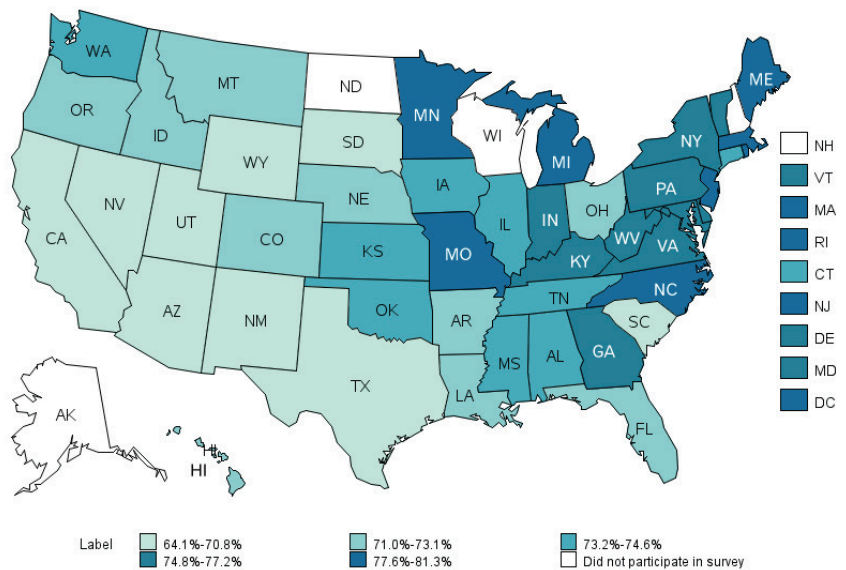 WA
MT
ND
MN
ME
OR
ID
SD
WI
MI
NY
WY
NH
VT
MA
RI
CT
NJ
DE
MD
DC
NE
IA
PA
NV
UT
CO
IL
IN
OH
WV
VA
CA
KS
MO
KY
NC
AZ
NM
OK
AR
TN
SC
MS
AL
GA
TX
LA
FL
AK
HI
HI
Label
64.1%-70.8%
71.0%-73.1%
73.2%-74.6%
74.8%-77.2%
77.6%-81.3%
Did not participate in survey